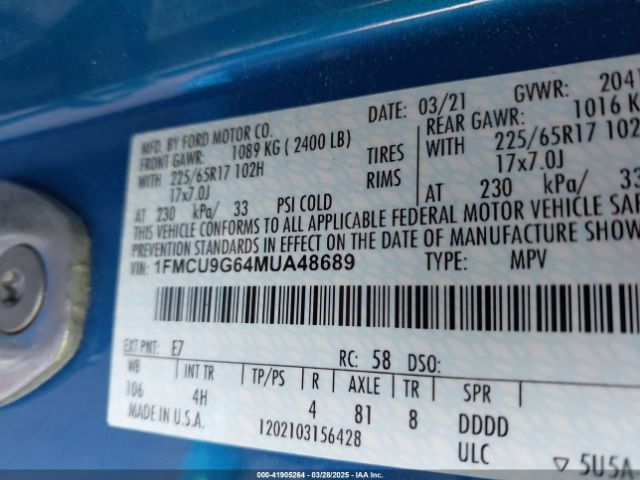 MFD. BY FORD MOTOR CO.
DATE: 03/21 GVWR: 2041
FRONT GAWR: 1089 KG ( 2400 LB) REAR GAWR: 1016 K
WITH 225/65R17 102H TIRES WITH 225/65R17 102
17x7.0J RIMS 17x7.0J
AT 230 kPa/ 33 PSI COLD AT 230 kPa/ 33
THIS VEHICLE CONFORMS TO ALL APPLICABLE FEDERAL MOTOR VEHICLE SAF
PREVENTION STANDARDS IN EFFECT ON THE DATE OF MANUFACTURE SHOW
VIN: 1FMCU9G64MUA48689 TYPE: MPV
EXT PNT: E7 RC: 58 DSO:
WB INT TR TP/PS R AXLE TR SPR
106 4H 4 81 8 DDDD
MADE IN U.S.A. 1202103156428 ULC ▽ 5U5A
000-41905264 - 03/28/2025 - IAA Inc.